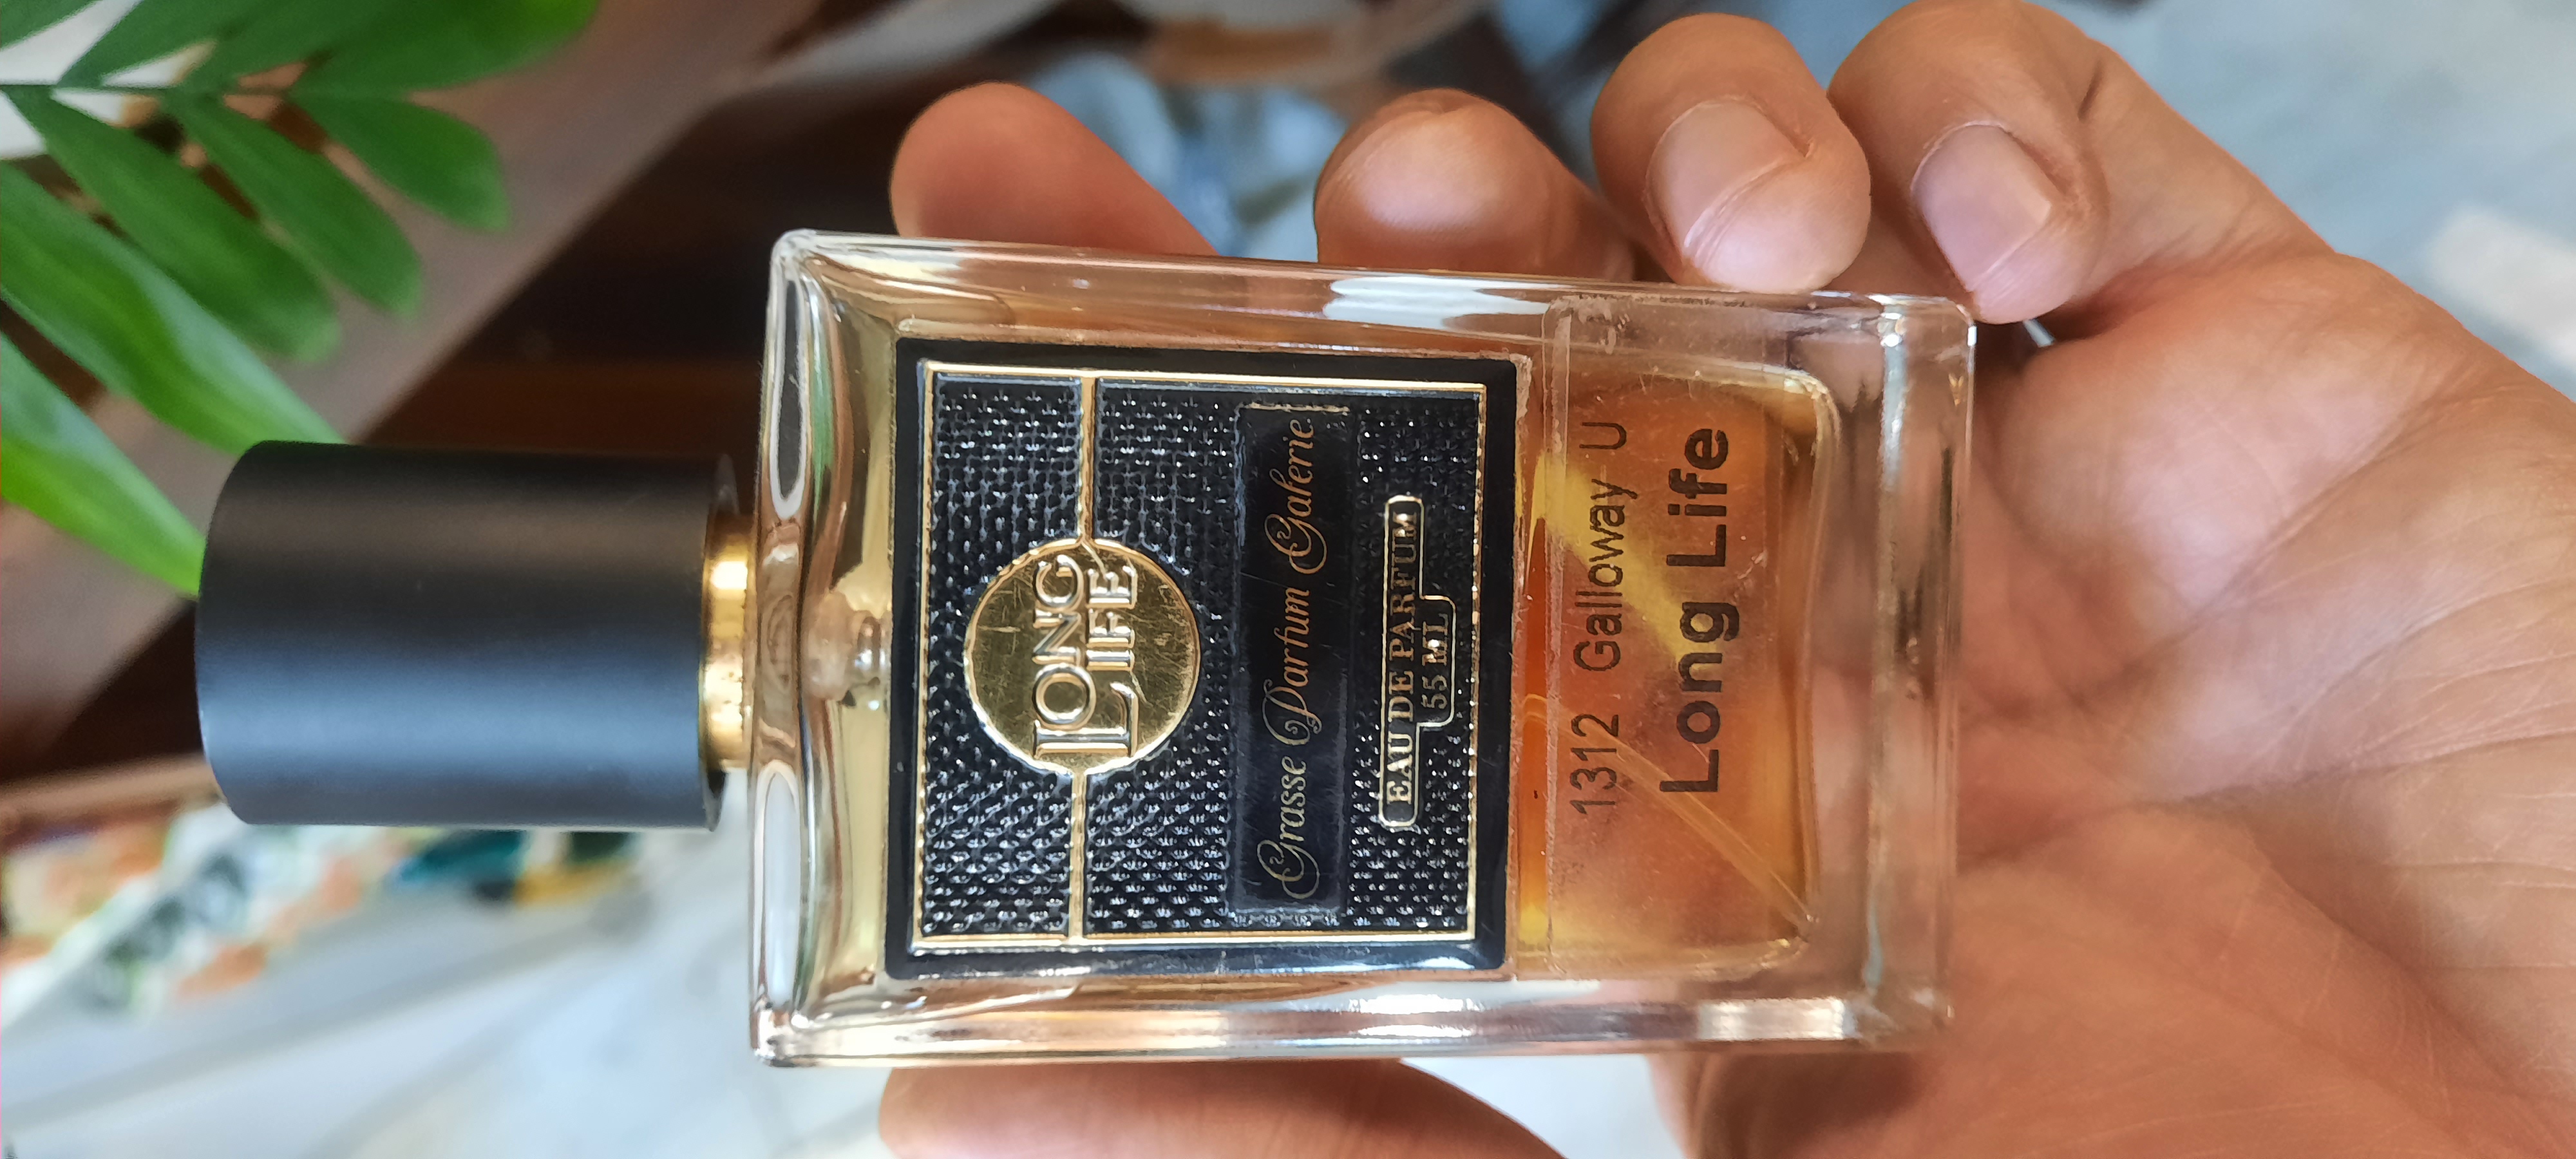 LONG
LIFE
Grasse Parfum Galerie
EAU DE PARFUM
55 ML
1312 Galloway U
Long Life